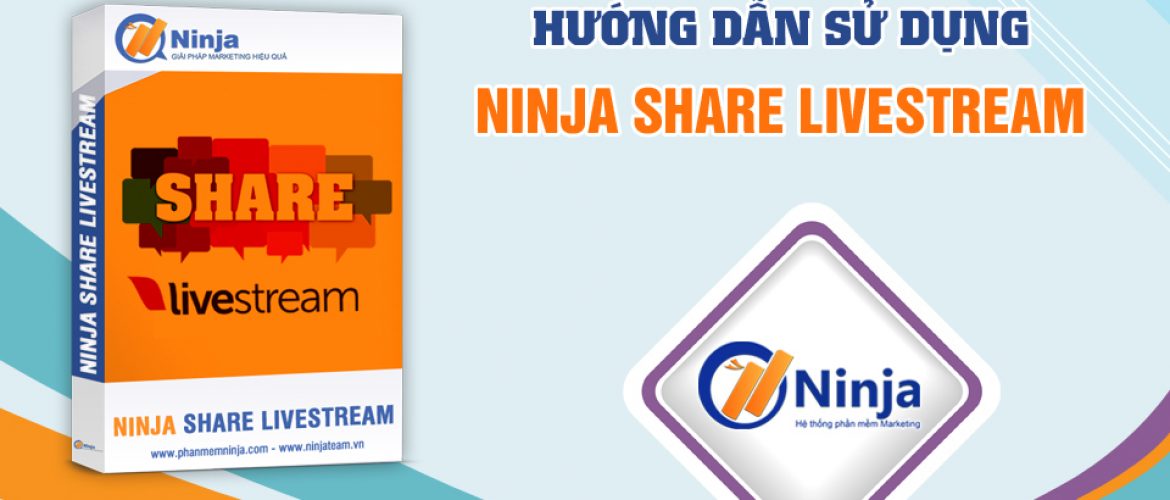 HƯỚNG DẪN SỬ DỤNG
NINJA SHARE LIVESTREAM
Ninja
GIẢI PHÁP MARKETING HIỆU QUẢ
SHARE
livestream
NINJA SHARE LIVESTREAM
www.phanmemninja.com - www.ninjateam.vn
NINJA SHARE LIVESTREAM
Ninja
Ninja
Hệ thống phần mềm Marketing